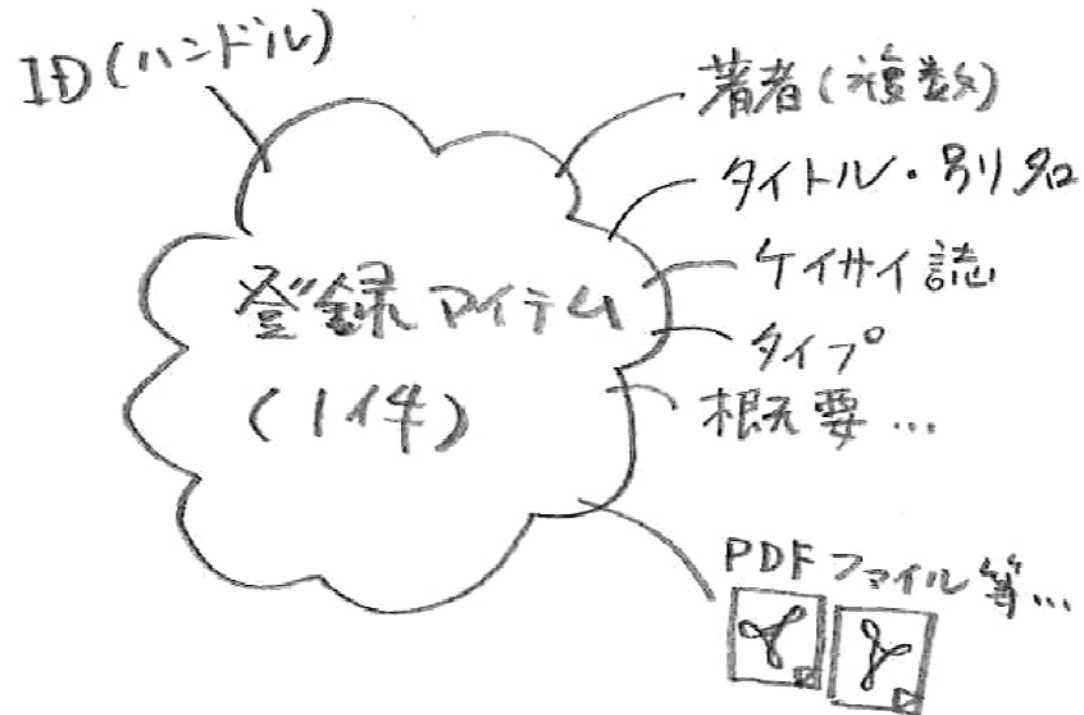 ID(ハンドル)
著者(複数)
タイトル・別名
ケイサイ誌
タイプ
概要...
登録アイテム
(1件)
PDFファイル等...